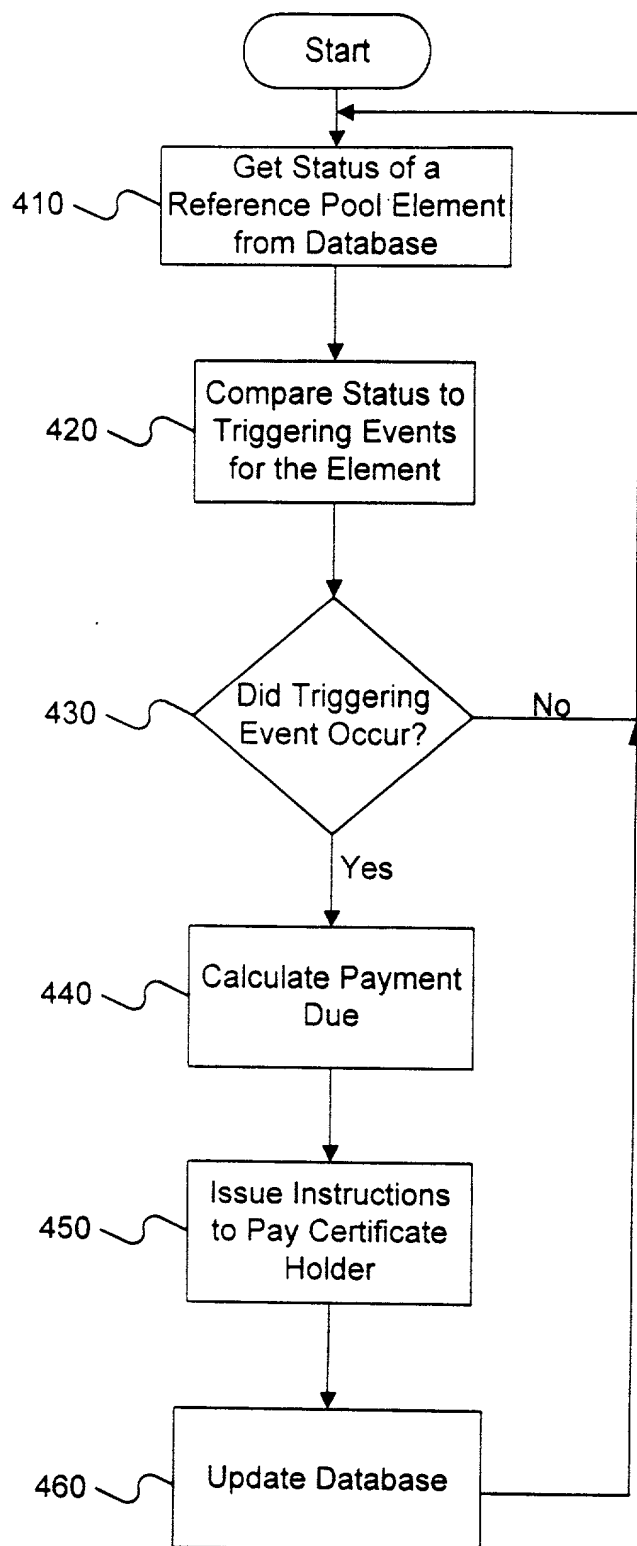 Start
410
Get Status of a
Reference Pool Element
from Database
420
Compare Status to
Triggering Events
for the Element
430
Did Triggering
Event Occur?
No
Yes
440
Calculate Payment
Due
450
Issue Instructions
to Pay Certificate
Holder
460
Update Database